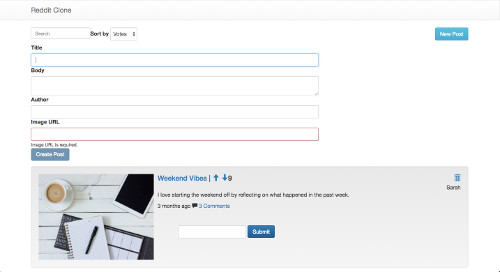 Reddit Clone
Search Sort by Votes New Post
Title
Body
Author
Image URL
Image URL is required.
Create Post
Weekend Vibes | 9
Sarah
I love starting the weekend off by reflecting on what happened in the past week.
3 months ago 3 Comments
Submit